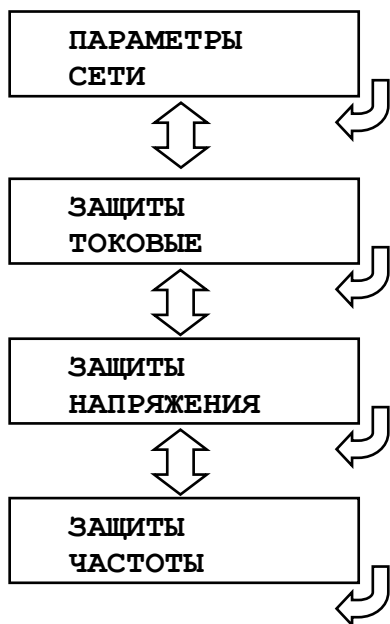 ПАРАМЕТРЫ
СЕТИ
ЗАЩИТЫ
ТОКОВЫЕ
ЗАЩИТЫ
НАПРЯЖЕНИЯ
ЗАЩИТЫ
ЧАСТОТЫ